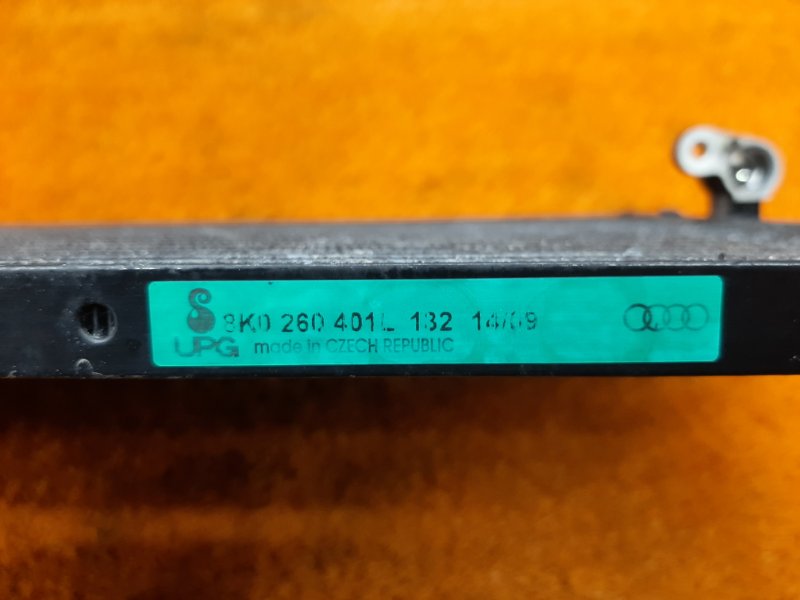 8K0 260 401L 132 14/09
UPG made in CZECH REPUBLIC